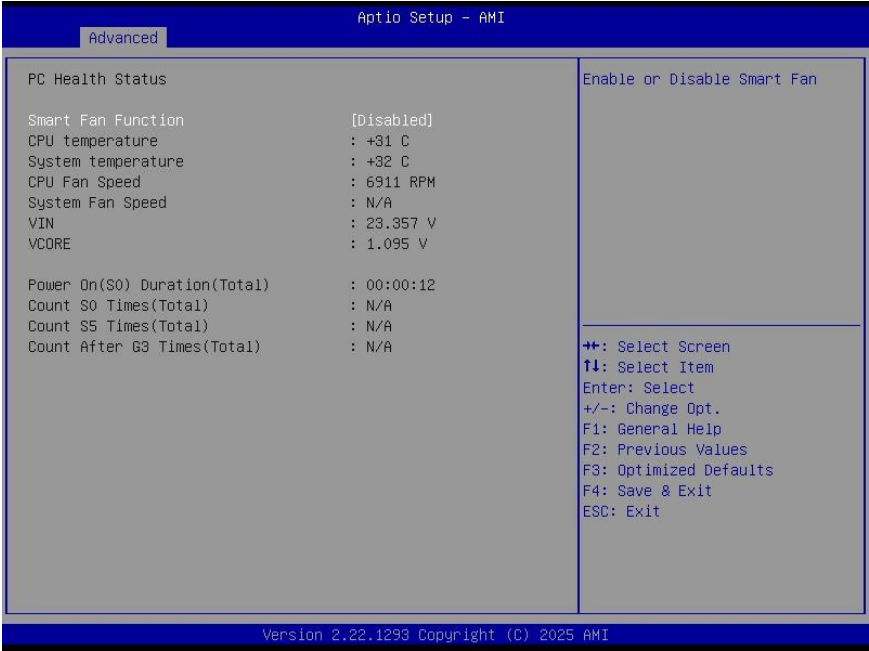 Aptio Setup - AMI
Advanced
PC Health Status
Smart Fan Function [Disabled]
CPU temperature : +31 C
System temperature : +32 C
CPU Fan Speed : 6911 RPM
System Fan Speed : N/A
VIN : 23.357 V
VCORE : 1.095 V
Power On(S0) Duration(Total) : 00:00:12
Count S0 Times(Total) : N/A
Count S5 Times(Total) : N/A
Count After G3 Times(Total) : N/A
Enable or Disable Smart Fan
→←: Select Screen
↑↓: Select Item
Enter: Select
+/-: Change Opt.
F1: General Help
F2: Previous Values
F3: Optimized Defaults
F4: Save & Exit
ESC: Exit
Version 2.22.1293 Copyright (C) 2025 AMI